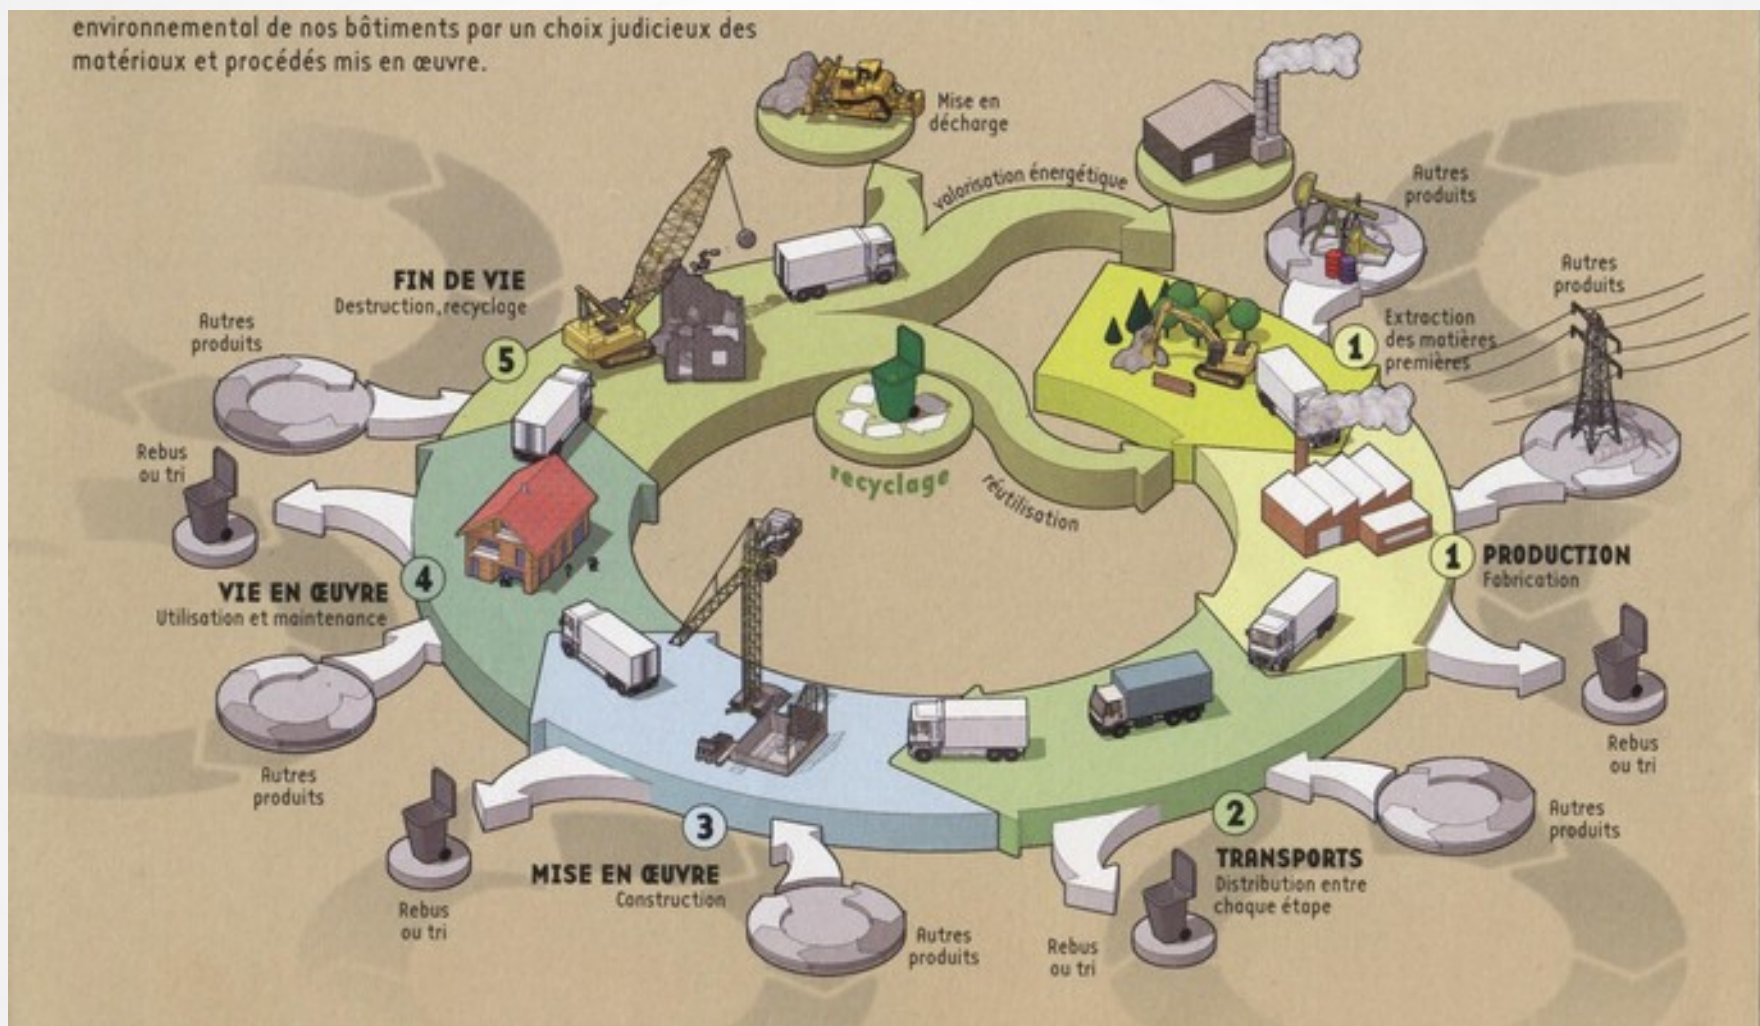 environnemental de nos bâtiments par un choix judicieux des
matériaux et procédés mis en œuvre.
Mise en
décharge
valorisation énergétique
Autres
produits
Autres
produits
FIN DE VIE
Destruction,recyclage
5
Autres
produits
1
Extraction
des matières
premières
Rebus
ou tri
recyclage
réutilisation
1
PRODUCTION
Fabrication
4
VIE EN ŒUVRE
Utilisation et maintenance
Rebus
ou tri
Autres
produits
3
MISE EN ŒUVRE
Construction
2
TRANSPORTS
Distribution entre
chaque étape
Autres
produits
Rebus
ou tri
Autres
produits
Rebus
ou tri